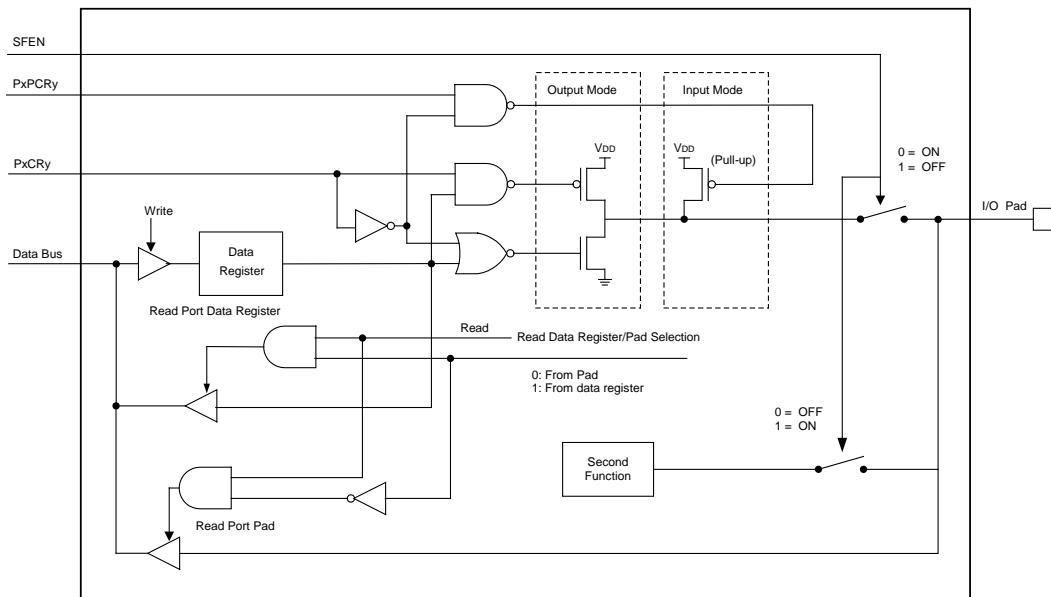 SFEN
PxPCRy
Output Mode
Input Mode
VDD
VDD
(Pull-up)
0 = ON
1 = OFF
PxCRy
I/O Pad
Write
Data Bus
Data
Register
Read Port Data Register
Read
Read Data Register/Pad Selection
0: From Pad
1: From data register
0 = OFF
1 = ON
Second
Function
Read Port Pad